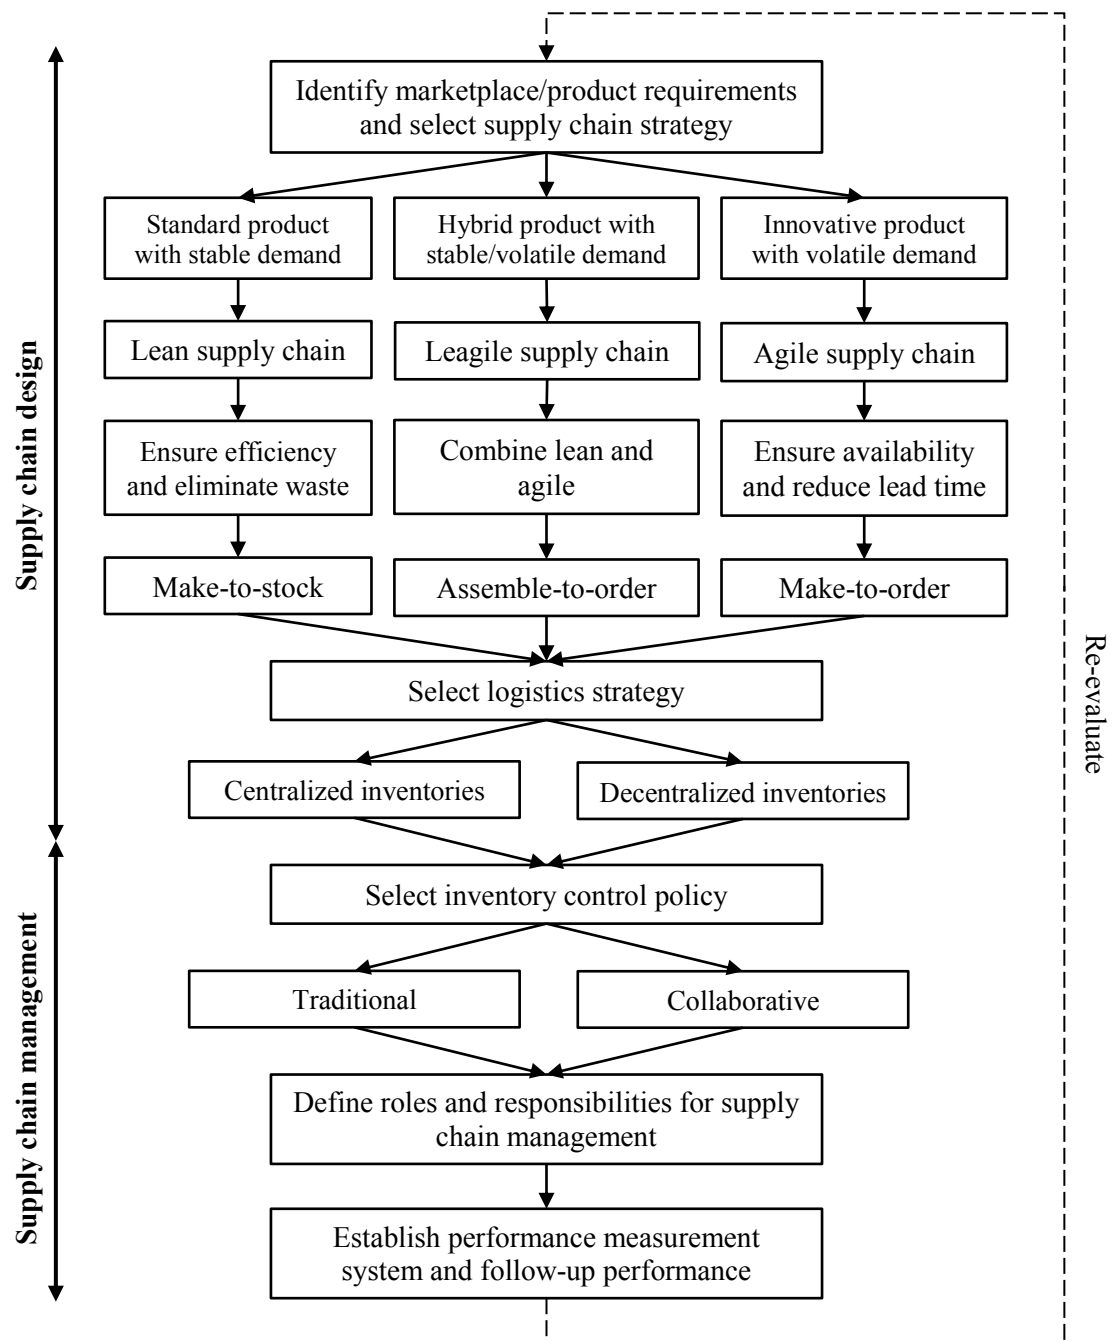 Identify marketplace/product requirements
and select supply chain strategy
Standard product
with stable demand
Hybrid product with
stable/volatile demand
Innovative product
with volatile demand
Lean supply chain
Leagile supply chain
Agile supply chain
Ensure efficiency
and eliminate waste
Combine lean and
agile
Ensure availability
and reduce lead time
Make-to-stock
Assemble-to-order
Make-to-order
Select logistics strategy
Centralized inventories
Decentralized inventories
Supply chain design
Select inventory control policy
Traditional
Collaborative
Define roles and responsibilities for supply
chain management
Establish performance measurement
system and follow-up performance
Supply chain management
Re-evaluate